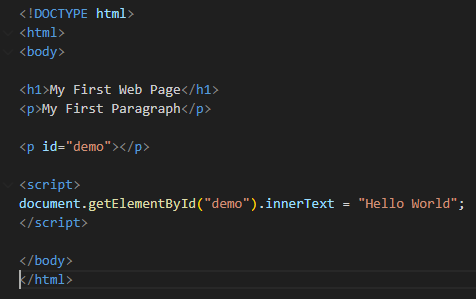 <!DOCTYPE html>
<html>
<body>
<h1>My First Web Page</h1>
<p>My First Paragraph</p>
<p id="demo"></p>
<script>
document.getElementById("demo").innerText = "Hello World";
</script>
</body>
</html>